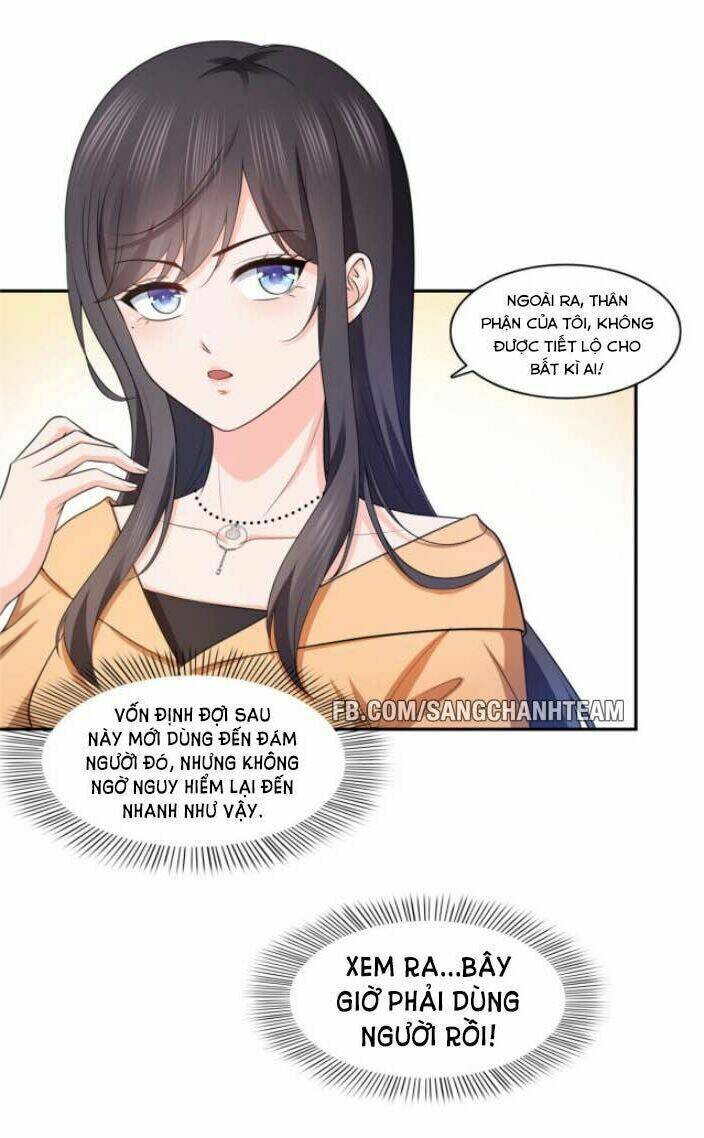 NGOÀI RA, THÂN
PHẬN CỦA TÔI, KHÔNG
ĐƯỢC TIẾT LỘ CHO
BẤT KÌ AI!
FB.COM/SANGCHANHTEAM
VỐN ĐỊNH ĐỢI SAU
NÀY MỚI DÙNG ĐẾN ĐÁM
NGƯỜI ĐÓ, NHƯNG KHÔNG
NGỜ NGUY HIỂM LẠI ĐẾN
NHANH NHƯ VẬY.
XEM RA...BÂY
GIỜ PHẢI DÙNG
NGƯỜI RỒI!